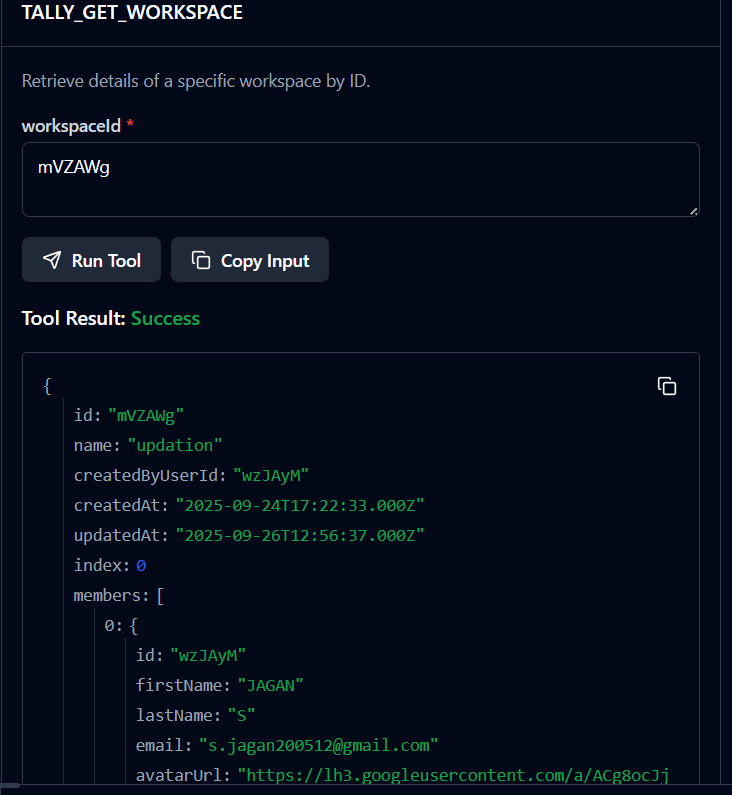 TALLY_GET_WORKSPACE
Retrieve details of a specific workspace by ID.
workspaceId *
mVZAWg
Run Tool
Copy Input
Tool Result: Success
{
id: "mVZAWg"
name: "updation"
createdByUserId: "wzJAyM"
createdAt: "2025-09-24T17:22:33.000Z"
updatedAt: "2025-09-26T12:56:37.000Z"
index: 0
members: [
0: {
id: "wzJAyM"
firstName: "JAGAN"
lastName: "S"
email: "s.jagan200512@gmail.com"
avatarUrl: "https://lh3.googleusercontent.com/a/ACg8ocJj